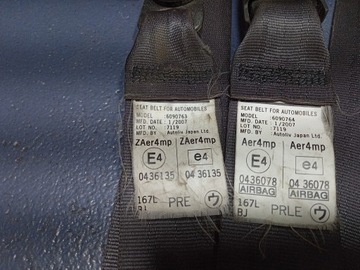 SEAT BELT FOR AUTOMOBILES
MODEL : 6090763
MFD. DATE : 1/2007
LOT NO. : 7119
MFD. BY : Autoliv Japan Ltd.
ZAer4mp ZAer4mp
E4 e4
0436135 04 36135
167L
PRE ウ
SEAT BELT FOR AUTOMOBILES
MODEL : 6090764
MFD. DATE : 1/2007
LOT NO. : 7119
MFD. BY : Autoliv Japan Ltd.
Aer4mp Aer4mp
E4 e4
0436078 04 36078
AIRBAG AIRBAG
167L
BJ PRLE ウ